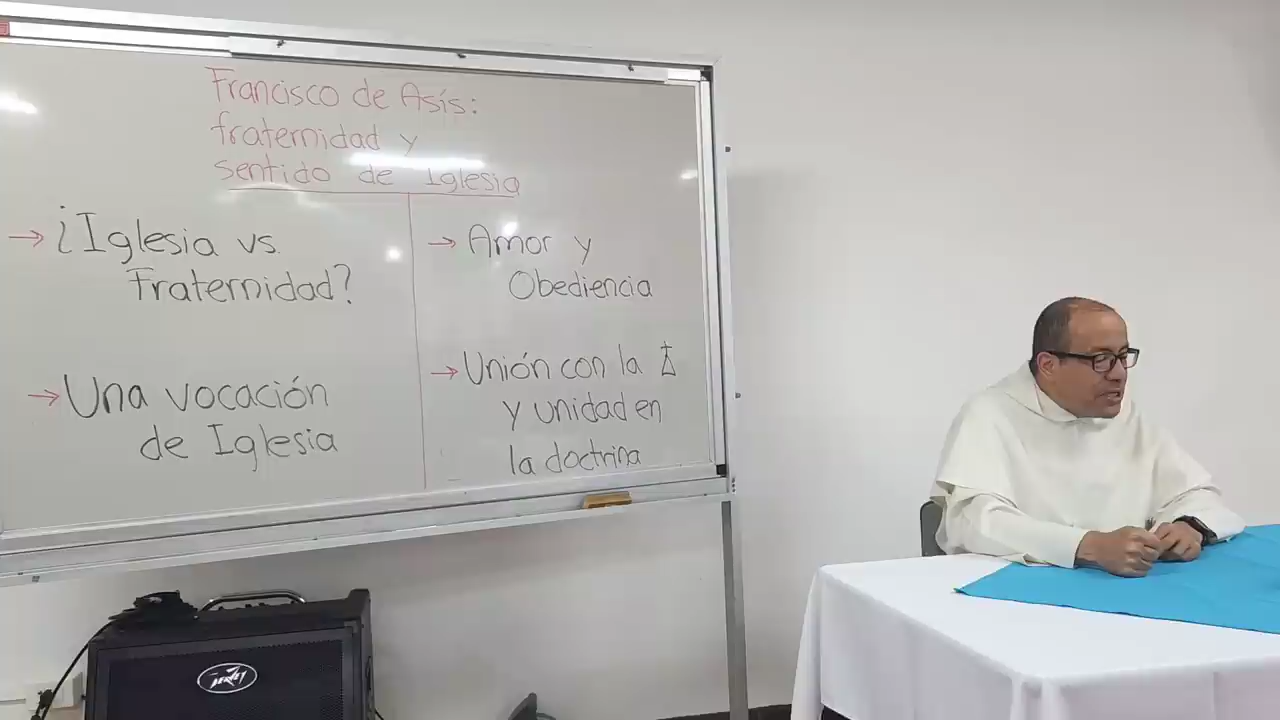 Francisco de Asís:
fraternidad y
sentido de Iglesia
→ ¿Iglesia vs.
Fraternidad?
→ Una vocación
de Iglesia
→ Amor y
Obediencia
→ Unión con la
y unidad en
la doctrina
PEAVEY